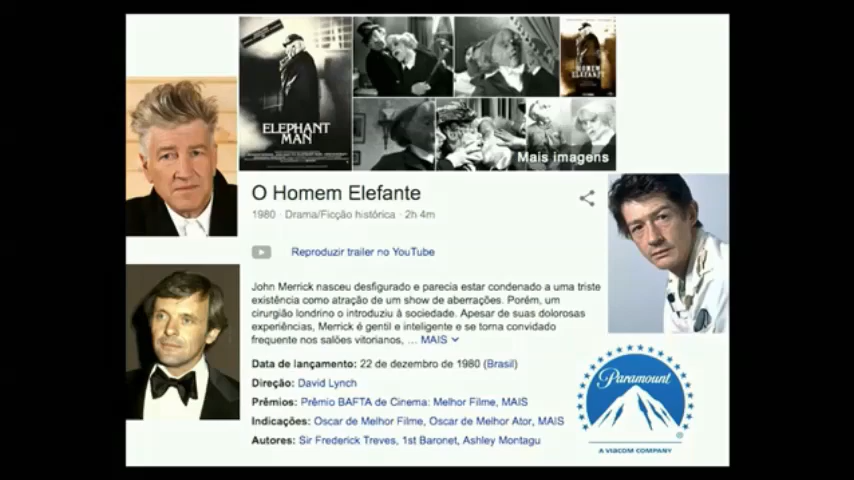 ELEPHANT
MAN
HOMEM
ELEFANTE
Mais imagens
O Homem Elefante
1980 · Drama/Ficção histórica · 2h 4m
Reproduzir trailer no YouTube
John Merrick nasceu desfigurado e parecia estar condenado a uma triste
existência como atração de um show de aberrações. Porém, um
cirurgião londrino o introduziu à sociedade. Apesar de suas dolorosas
experiências, Merrick é gentil e inteligente e se torna convidado
frequente nos salões vitorianos, … MAIS
Data de lançamento: 22 de dezembro de 1980 (Brasil)
Direção: David Lynch
Prêmios: Prêmio BAFTA de Cinema: Melhor Filme, MAIS
Indicações: Oscar de Melhor Filme, Oscar de Melhor Ator, MAIS
Autores: Sir Frederick Treves, 1st Baronet, Ashley Montagu
Paramount
®
A VIACOM COMPANY